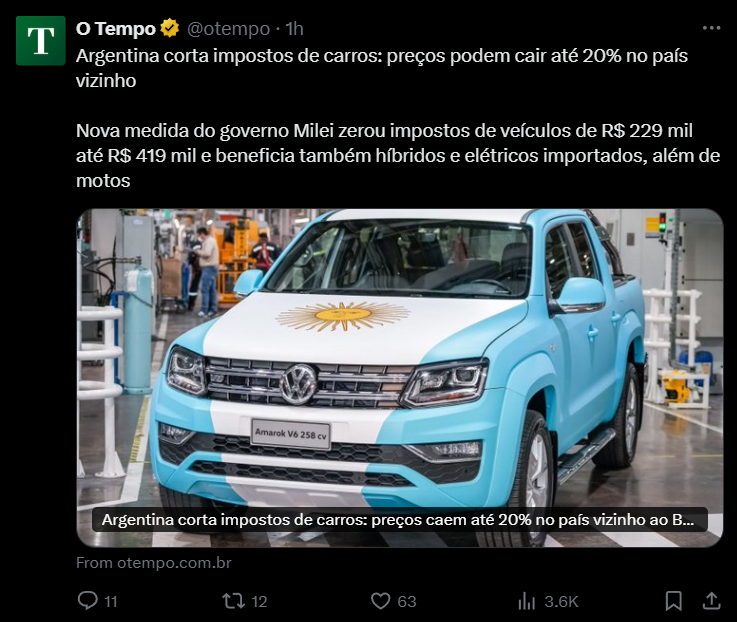 T
O Tempo @otempo · 1h
Argentina corta impostos de carros: preços podem cair até 20% no país
vizinho
Nova medida do governo Milei zerou impostos de veículos de R$ 229 mil
até R$ 419 mil e beneficia também híbridos e elétricos importados, além de
motos
Amarok V6 258 cv
Argentina corta impostos de carros: preços caem até 20% no país vizinho ao B...
From otempo.com.br
11 12 63 3.6K